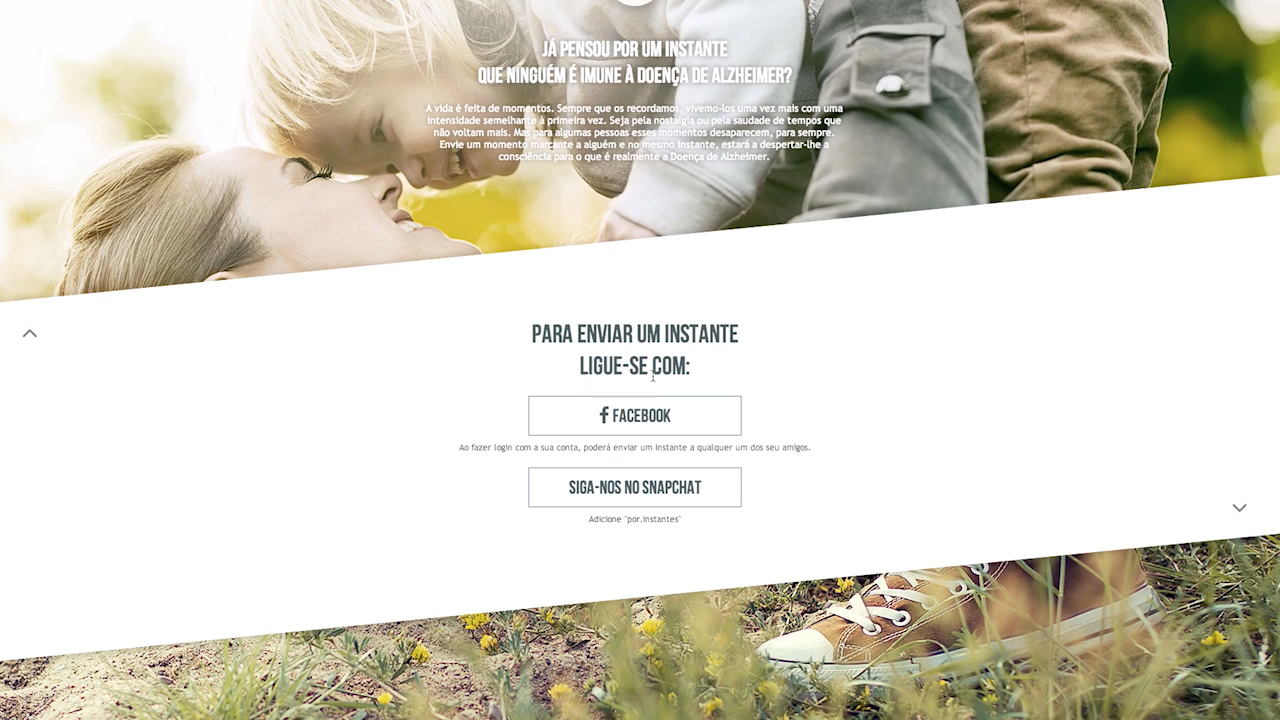 JÁ PENSOU POR UM INSTANTE
QUE NINGUÉM É IMUNE À DOENÇA DE ALZHEIMER?
A vida é feita de momentos. Sempre que os recordamos, vivemo-los uma vez mais com uma
intensidade semelhante à primeira vez. Seja pela nostalgia ou pela saudade de tempos que
não voltam mais. Mas para algumas pessoas esses momentos desaparecem, para sempre.
Envie um momento marcante a alguém e no mesmo instante, estará a despertar-lhe a
consciência para o que é realmente a Doença de Alzheimer.
PARA ENVIAR UM INSTANTE
LIGUE-SE COM:
FACEBOOK
Ao fazer login com a sua conta, poderá enviar um instante a qualquer um dos seu amigos.
SIGA-NOS NO SNAPCHAT
Adicione "por.instantes"